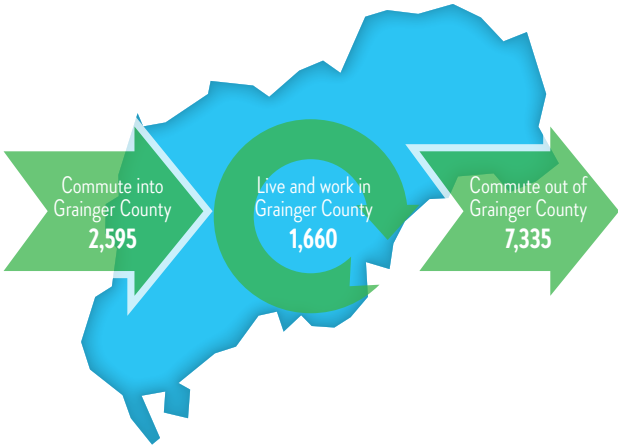 Commute into
Grainger County
2,595
Live and work in
Grainger County
1,660
Commute out of
Grainger County
7,335